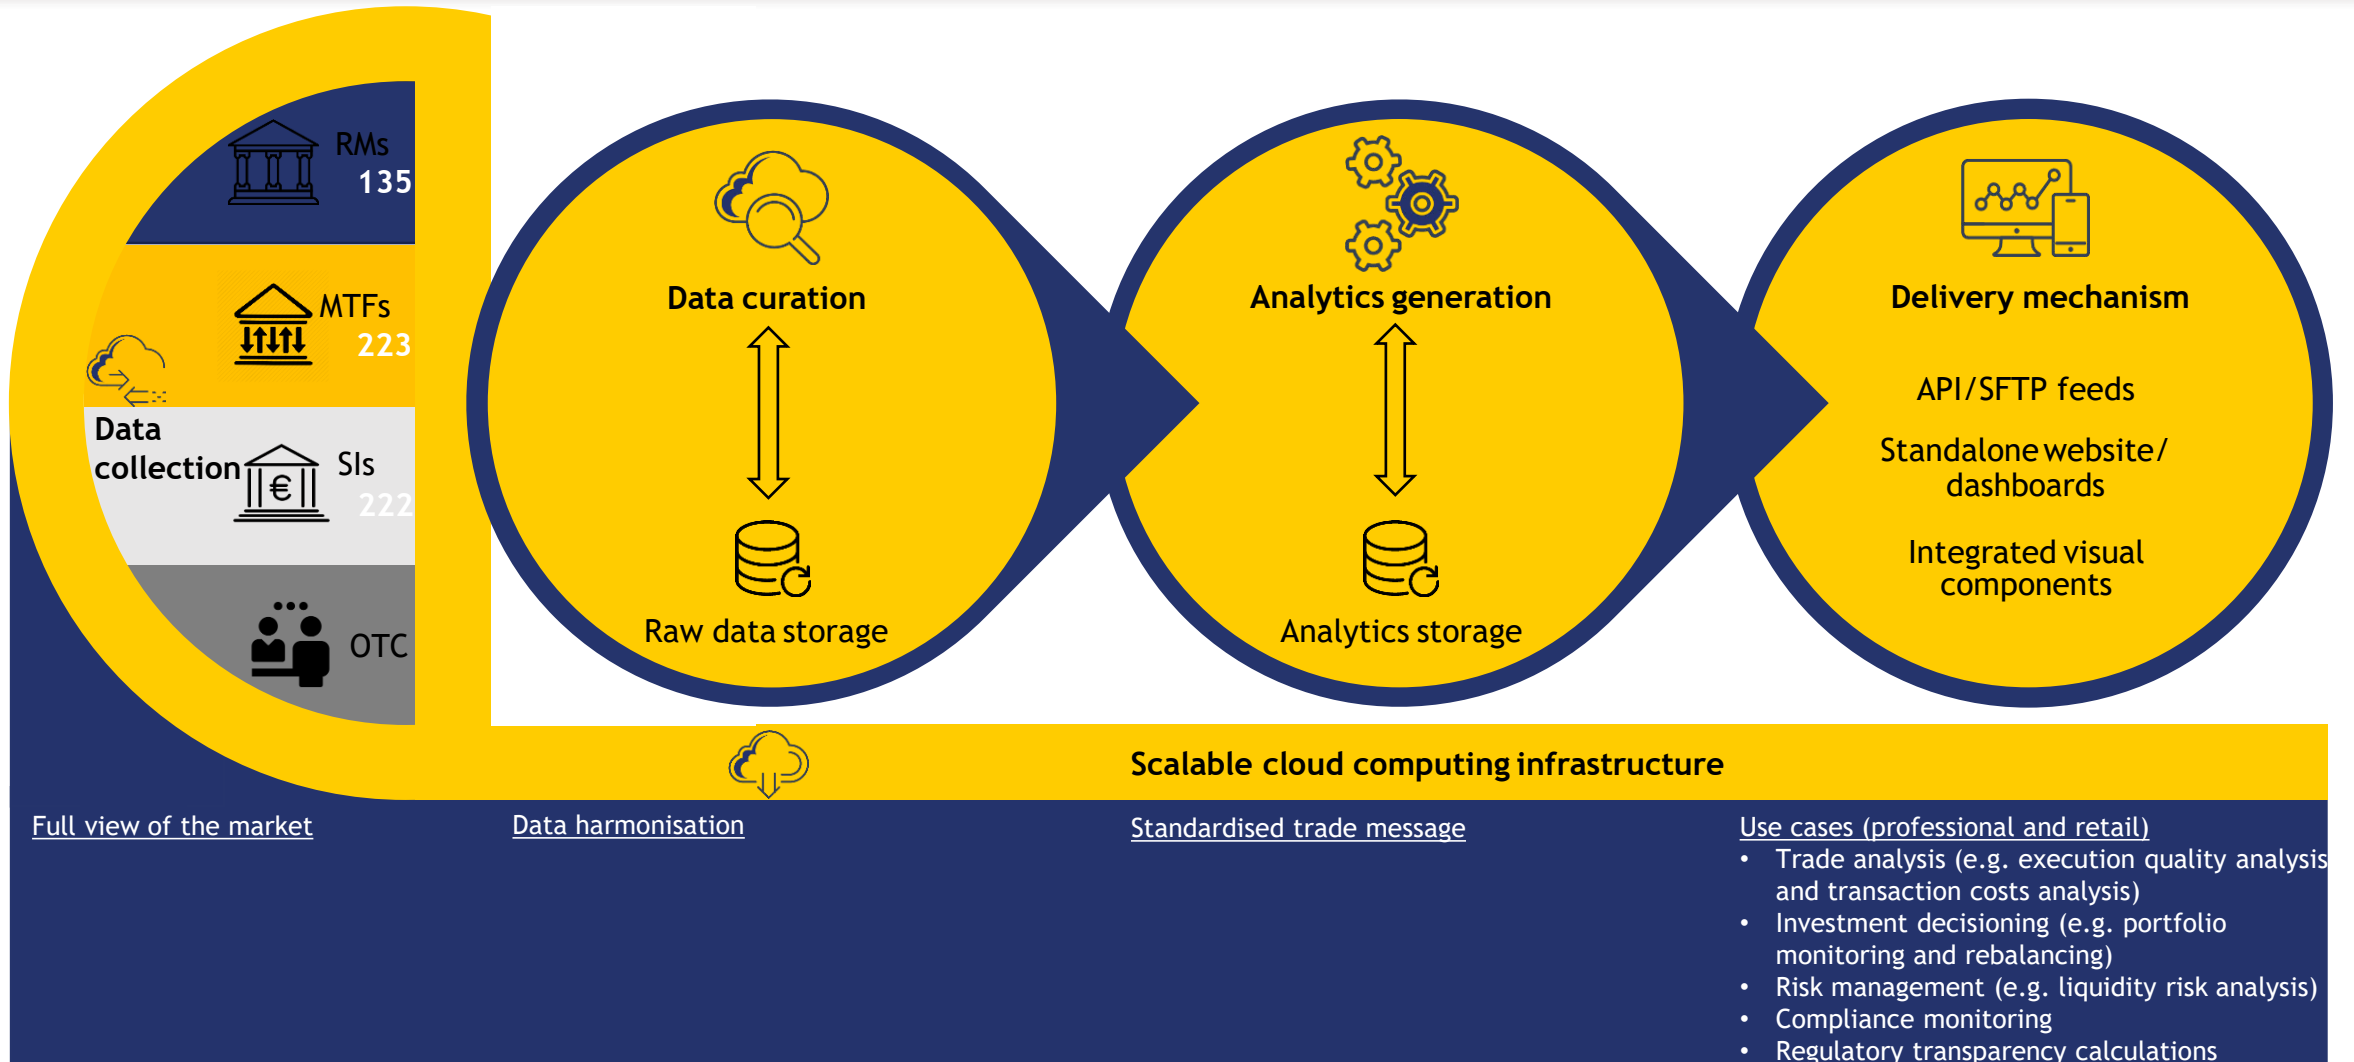 RMs
135
MTFs
223
Data
collection
SIs
€
222
OTC
Data curation
Raw data storage
Analytics generation
Analytics storage
Delivery mechanism
API/SFTP feeds
Standalone website/
dashboards
Integrated visual
components
Scalable cloud computing infrastructure
Full view of the market
Data harmonisation
Standardised trade message
Use cases (professional and retail)
• Trade analysis (e.g. execution quality analysis
and transaction costs analysis)
• Investment decisioning (e.g. portfolio
monitoring and rebalancing)
• Risk management (e.g. liquidity risk analysis)
• Compliance monitoring
• Regulatory transparency calculations